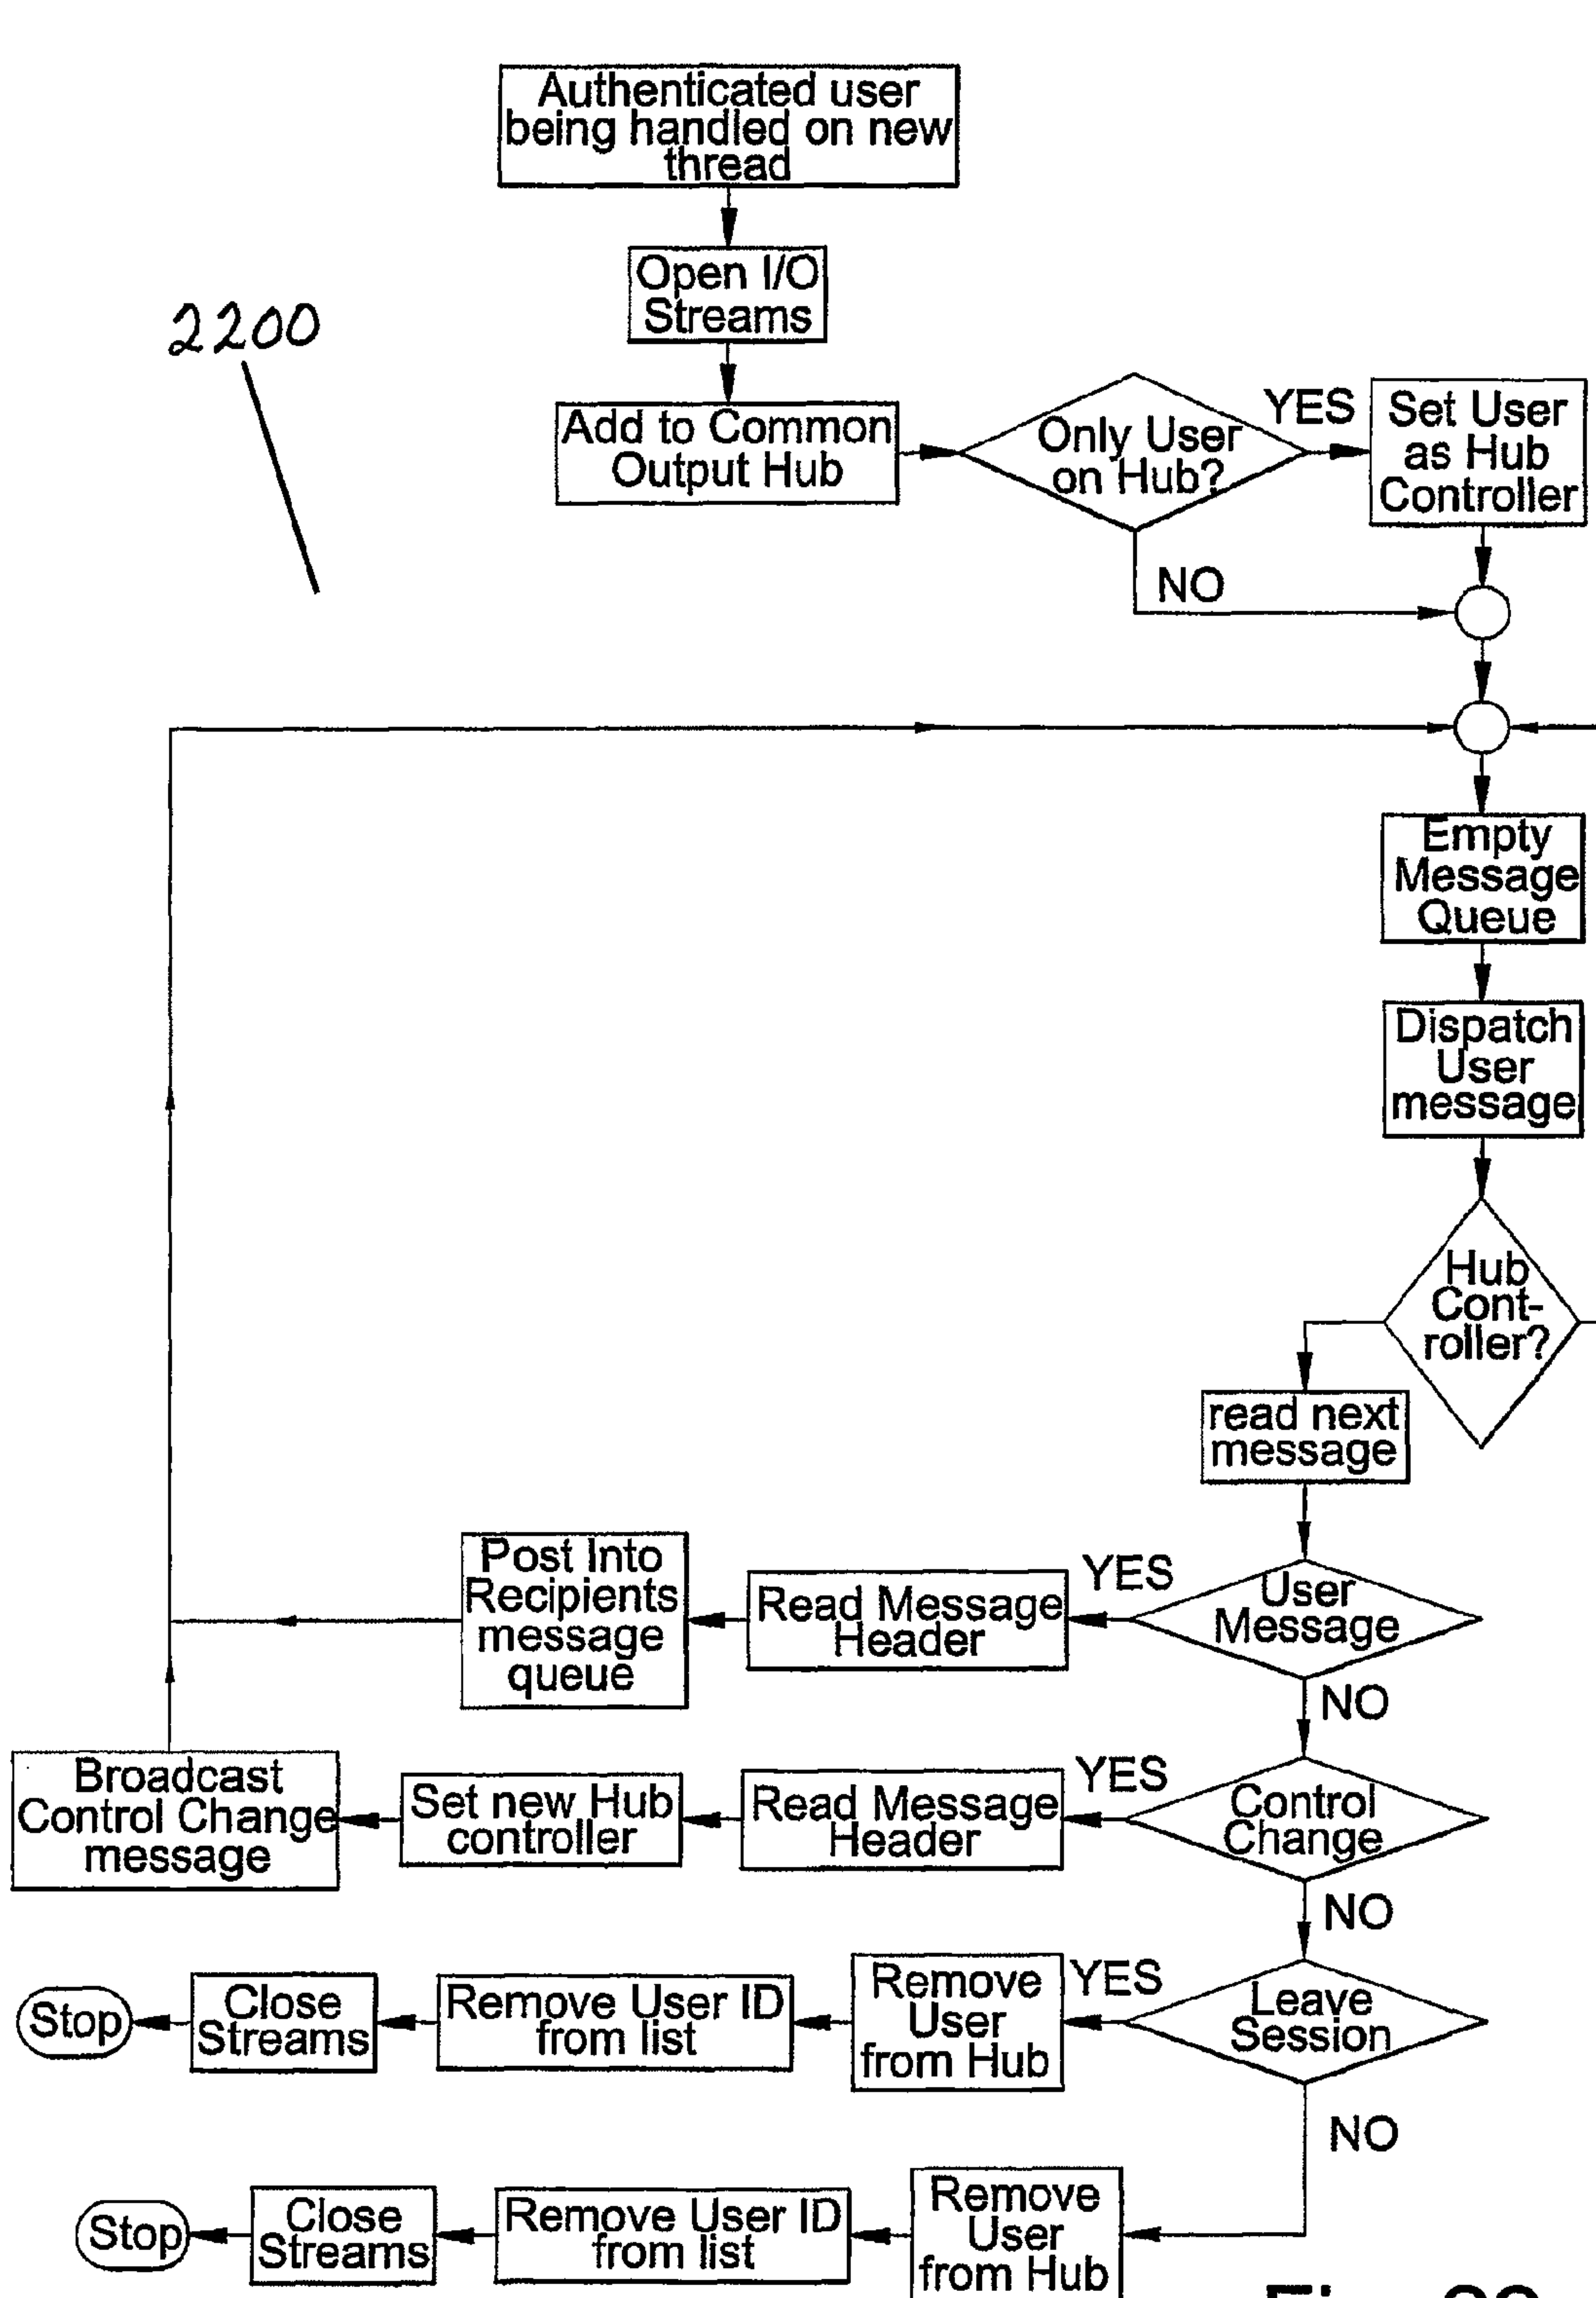 Authenticated user
being handled on new
thread
Open I/O
Streams
2200
Add to Common
Output Hub
Only User
on Hub?
YES
Set User
as Hub
Controller
NO
Empty
Message
Queue
Dispatch
User
message
Hub
Cont-
roller?
read next
message
User
Message
YES
Read Message
Header
Post Into
Recipients
message
queue
NO
Control
Change
YES
Read Message
Header
Set new Hub
controller
Broadcast
Control Change
message
NO
Leave
Session
YES
Remove
User
from Hub
Remove User ID
from list
Close
Streams
Stop
NO
Remove
User
from Hub
Remove User ID
from list
Close
Streams
Stop